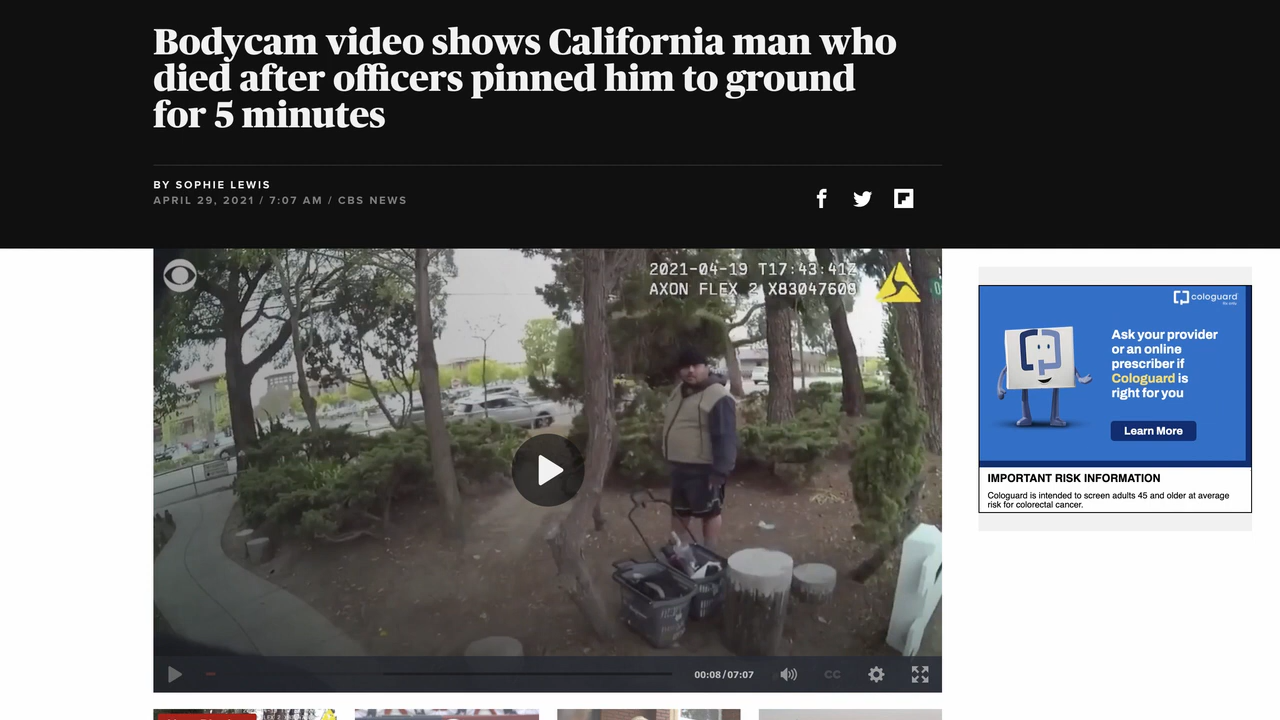 Bodycam video shows California man who
died after officers pinned him to ground
for 5 minutes
BY SOPHIE LEWIS
APRIL 29, 2021 / 7:07 AM / CBS NEWS
2021-04-19 T17:43:41Z
AXON FLEX 2 X83047600
00:08/07:07
CC
cologuard
Ask your provider
or an online
prescriber if
Cologuard is
right for you
Learn More
IMPORTANT RISK INFORMATION
Cologuard is intended to screen adults 45 and older at average
risk for colorectal cancer.